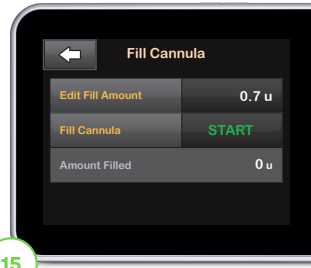 Fill Cannula
Edit Fill Amount 0.7 u
Fill Cannula START
Amount Filled 0 u
15